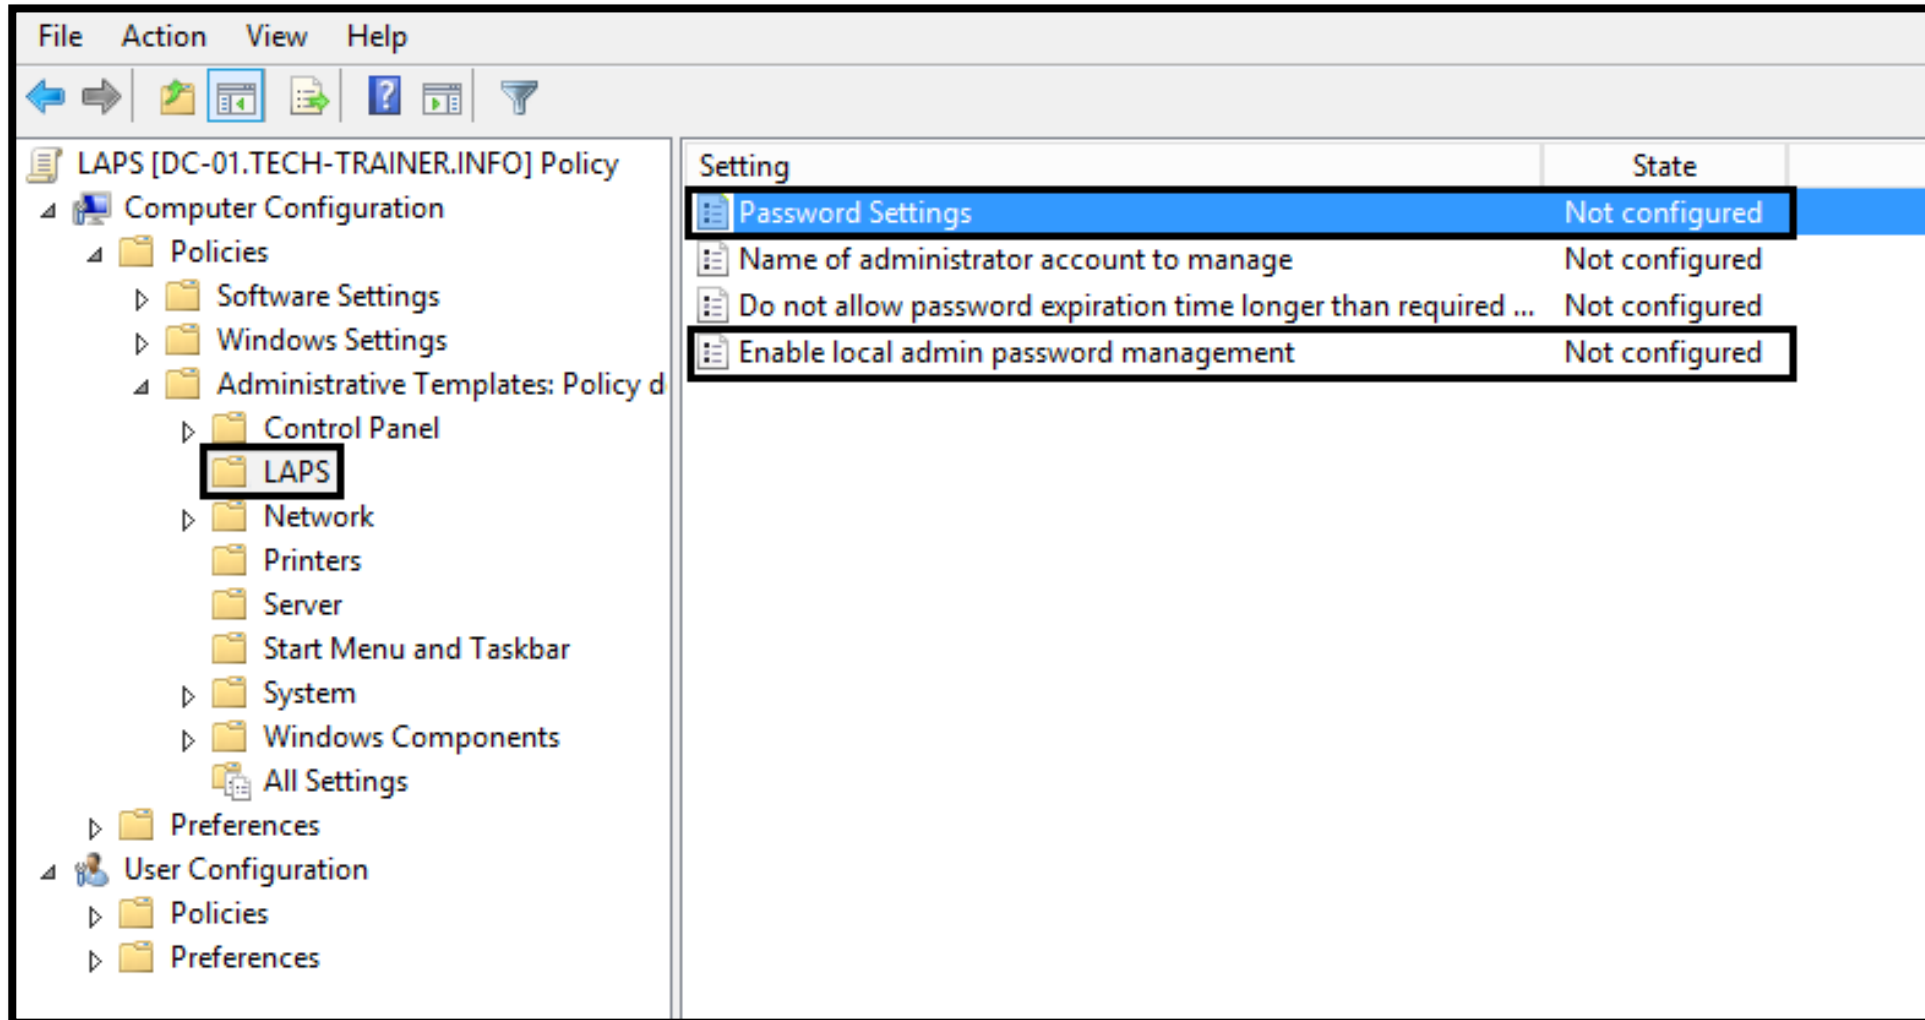 File Action View Help
LAPS [DC-01.TECH-TRAINER.INFO] Policy
Computer Configuration
Policies
Software Settings
Windows Settings
Administrative Templates: Policy d
Control Panel
LAPS
Network
Printers
Server
Start Menu and Taskbar
System
Windows Components
All Settings
Preferences
User Configuration
Policies
Preferences
Setting State
Password Settings Not configured
Name of administrator account to manage Not configured
Do not allow password expiration time longer than required ... Not configured
Enable local admin password management Not configured